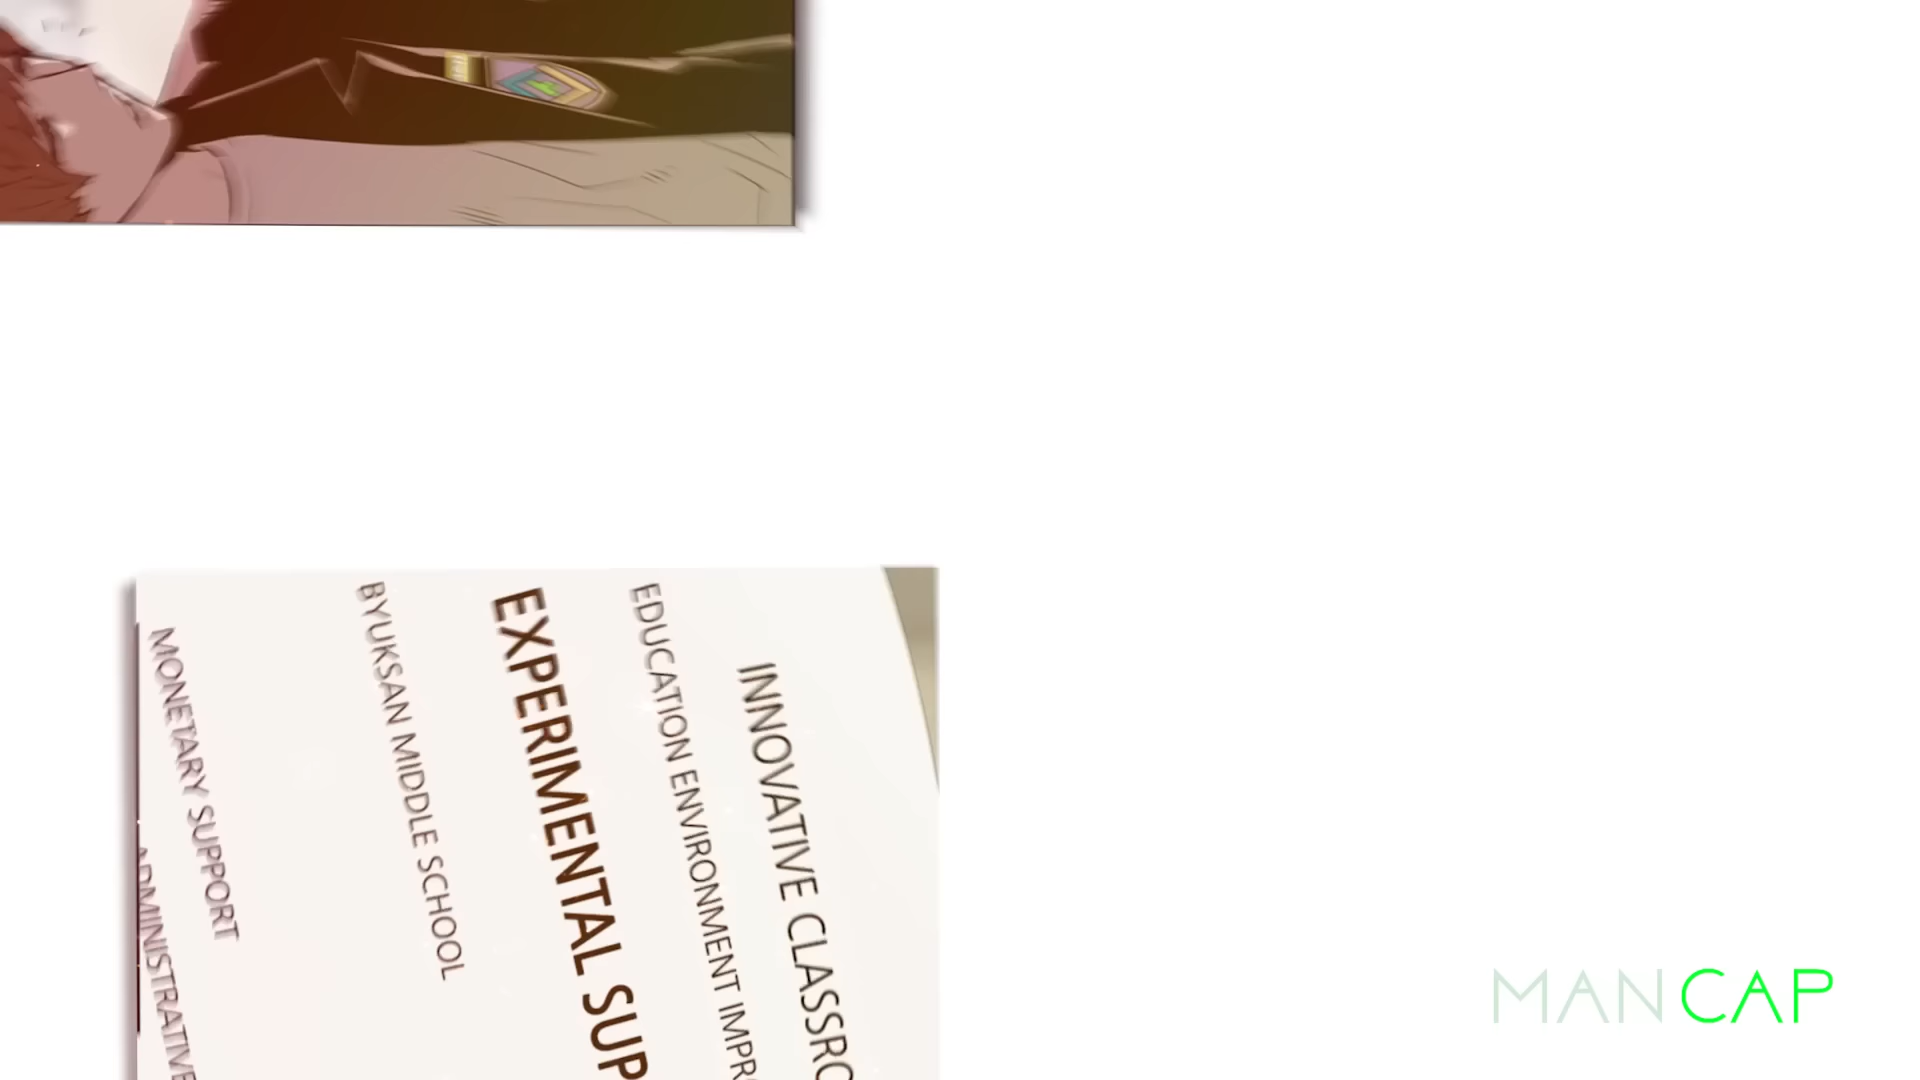 INNOVATIVE CLASSRO
EDUCATION ENVIRONMENT IMPR
EXPERIMENTAL SUP
BYUKSAN MIDDLE SCHOOL
MONETARY SUPPORT
ADMINISTRATIVE
MANCAP